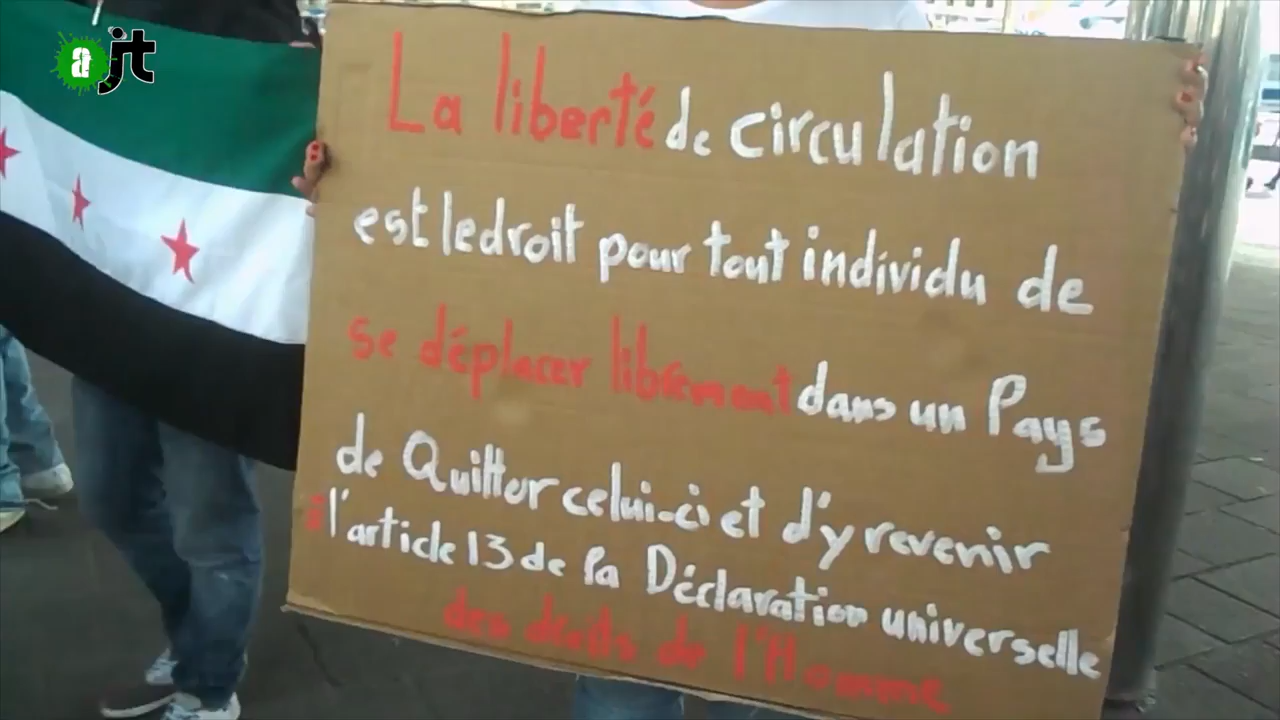 ajt
La liberté de circulation
est le droit pour tout individu de
se déplacer librement dans un Pays
de Quitter celui-ci et d'y revenir
à l'article 13 de la Déclaration universelle
des droits de l'Homme